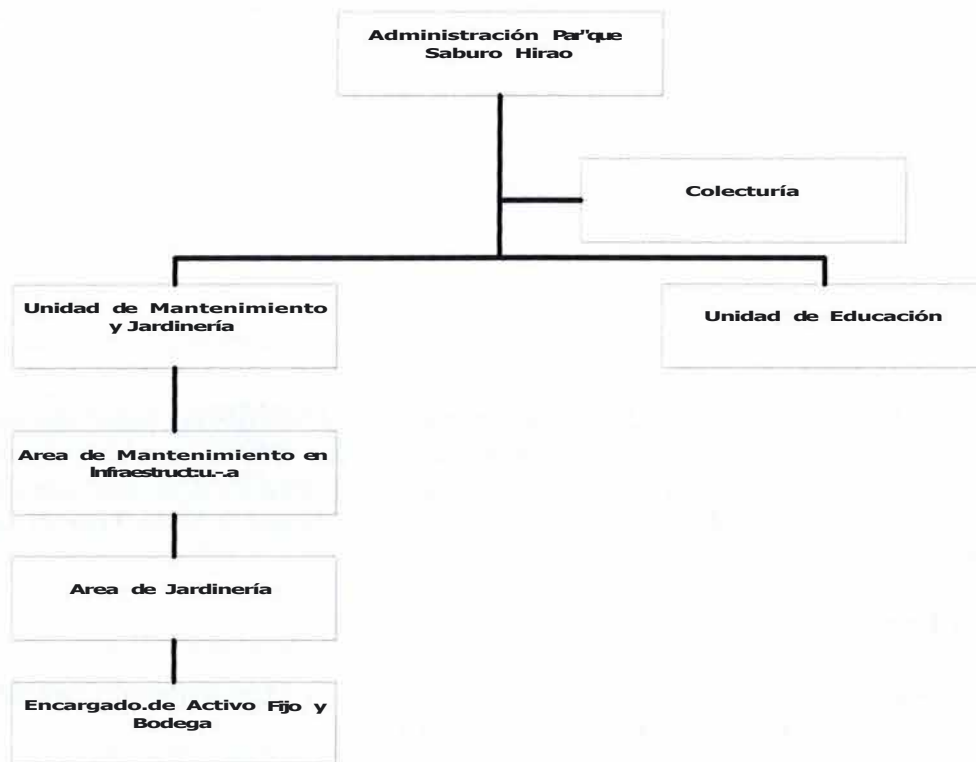 Administración Par"que
Saburo Hirao
Colecturía
Unidad de Mantenimiento
y Jardinería
Unidad de Educación
Area de Mantenimiento en
Infraestruct:u.-.a
Area de Jardinería
Encargado.de Activo Fijo y
Bodega